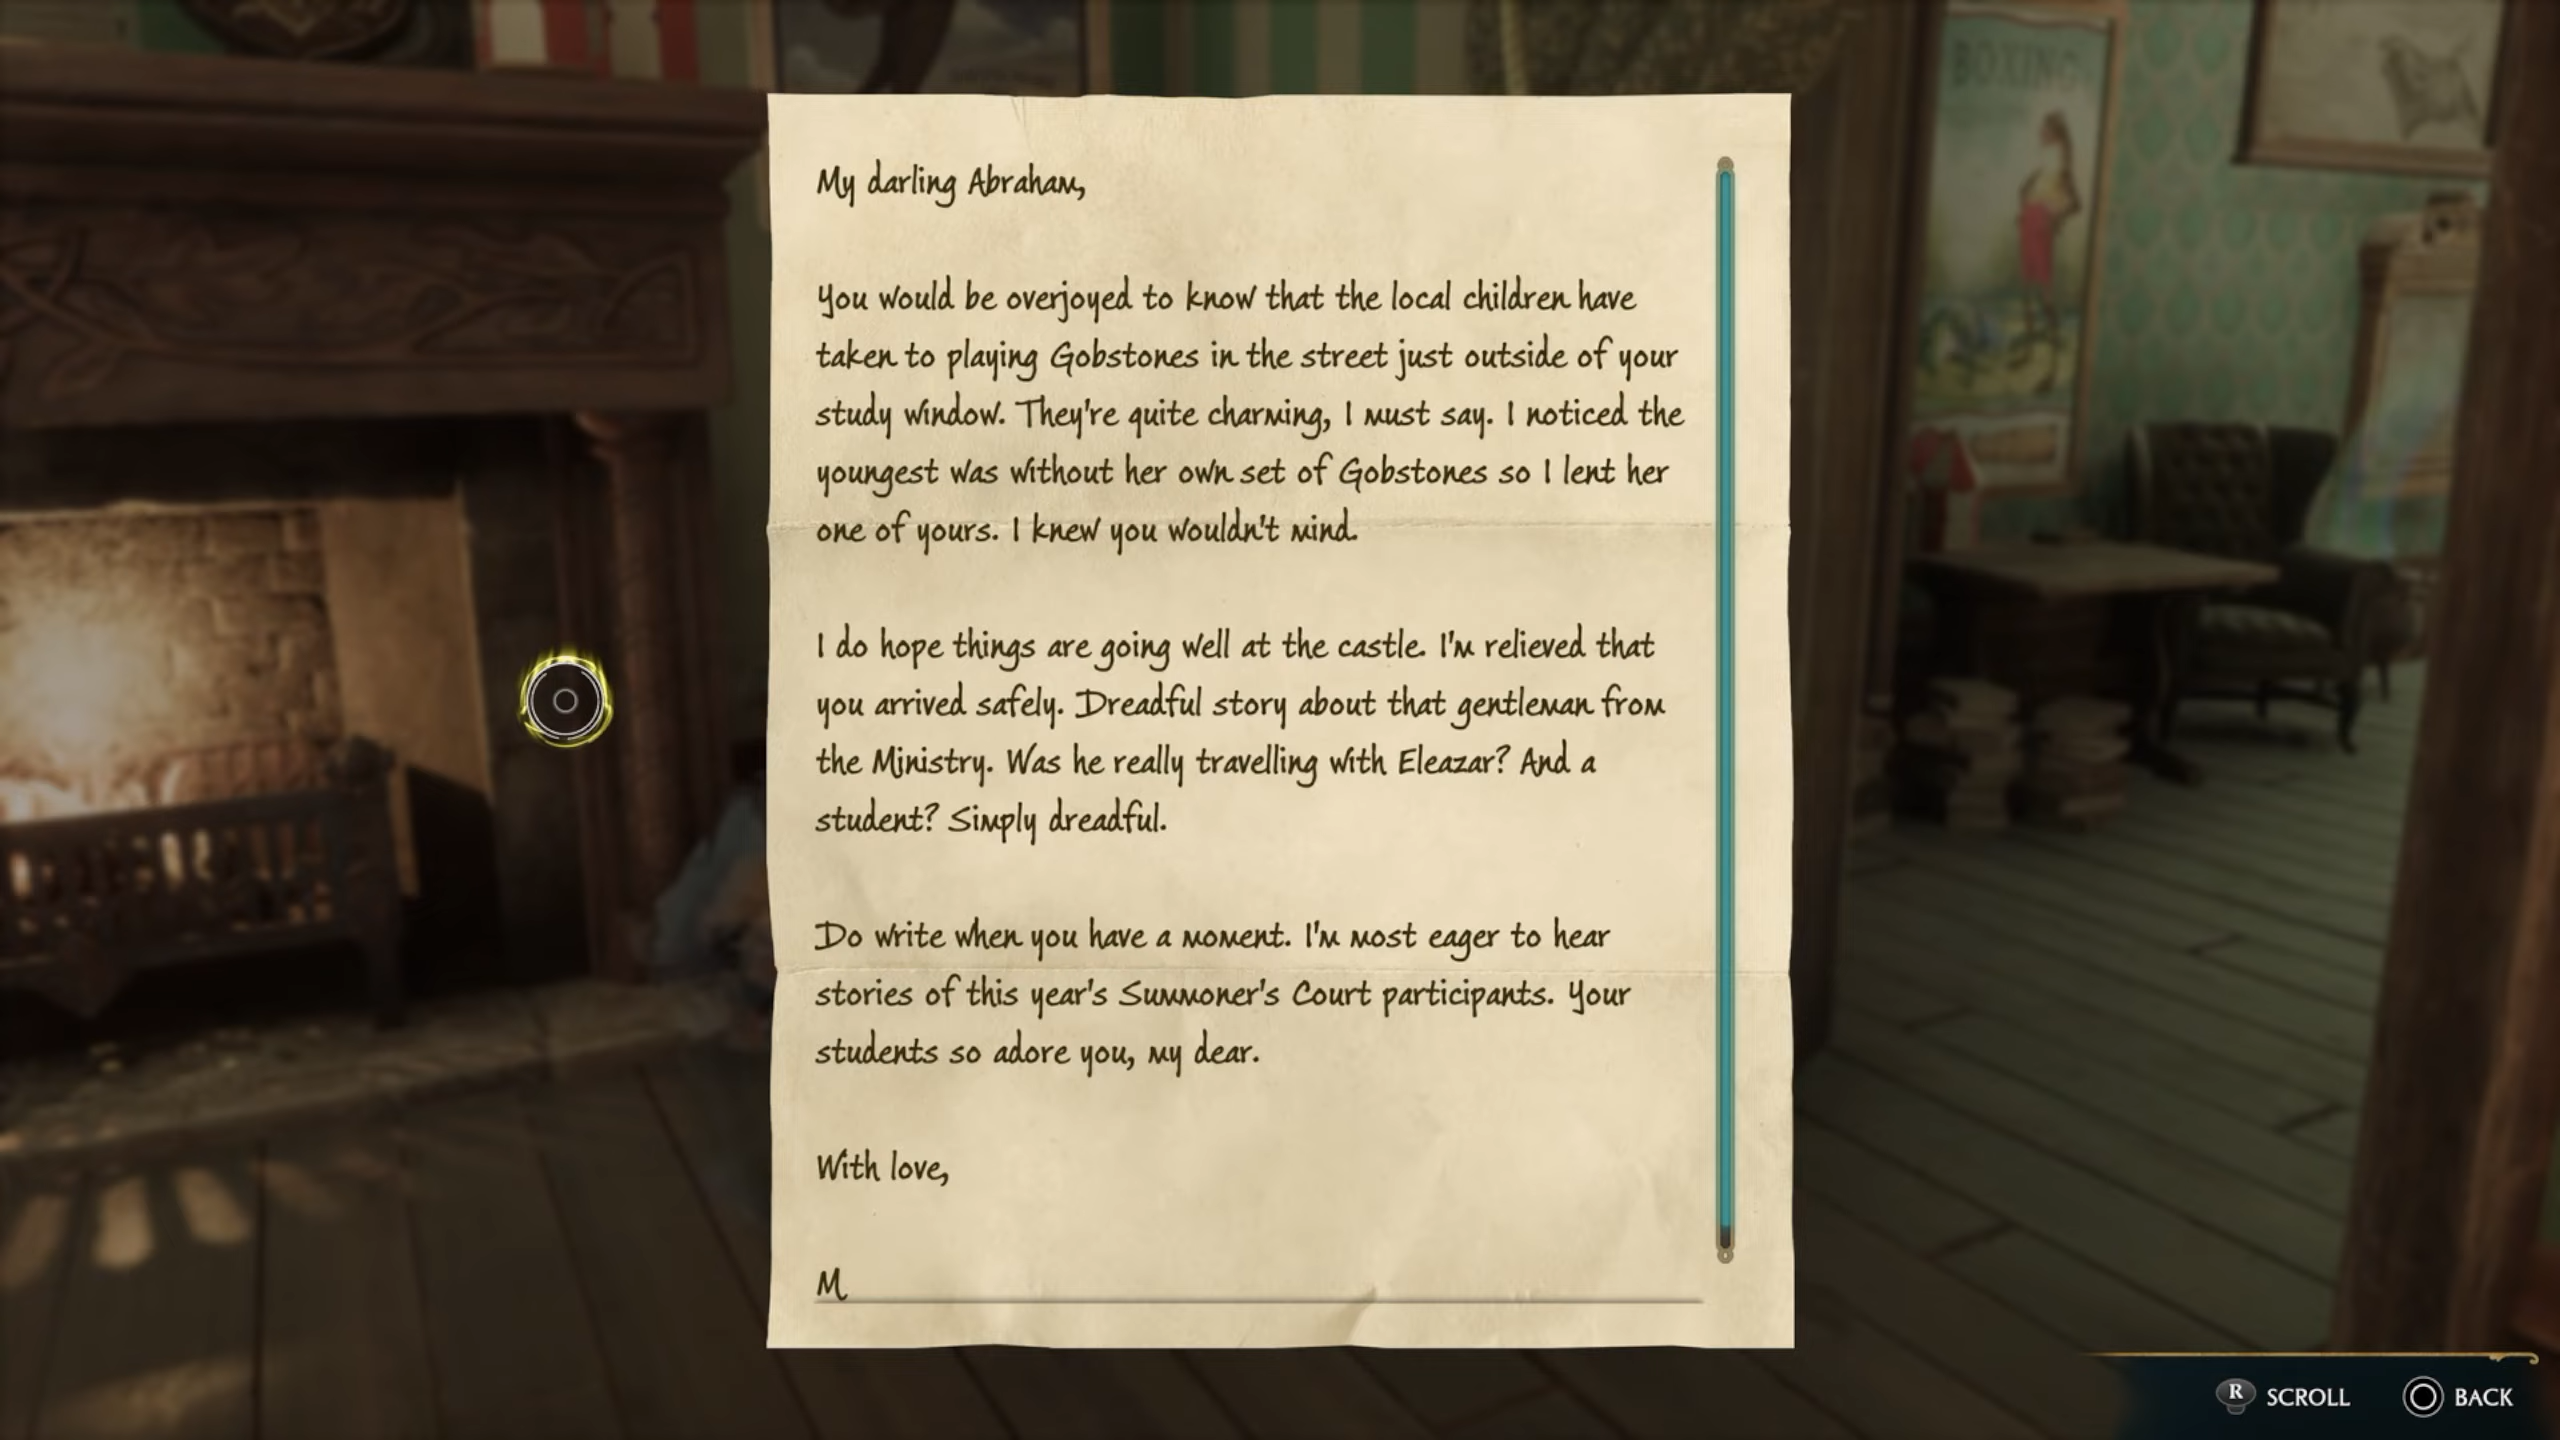 BOXING
My darling Abraham,
You would be overjoyed to know that the local children have
taken to playing Gobstones in the street just outside of your
study window. They're quite charming, I must say. I noticed the
youngest was without her own set of Gobstones so I lent her
one of yours. I knew you wouldn't mind.
I do hope things are going well at the castle. I'm relieved that
you arrived safely. Dreadful story about that gentleman from
the Ministry. Was he really travelling with Eleazar? And a
student? Simply dreadful.
Do write when you have a moment. I'm most eager to hear
stories of this year's Summoner's Court participants. Your
students so adore you, my dear.
With love,
M
R SCROLL
BACK